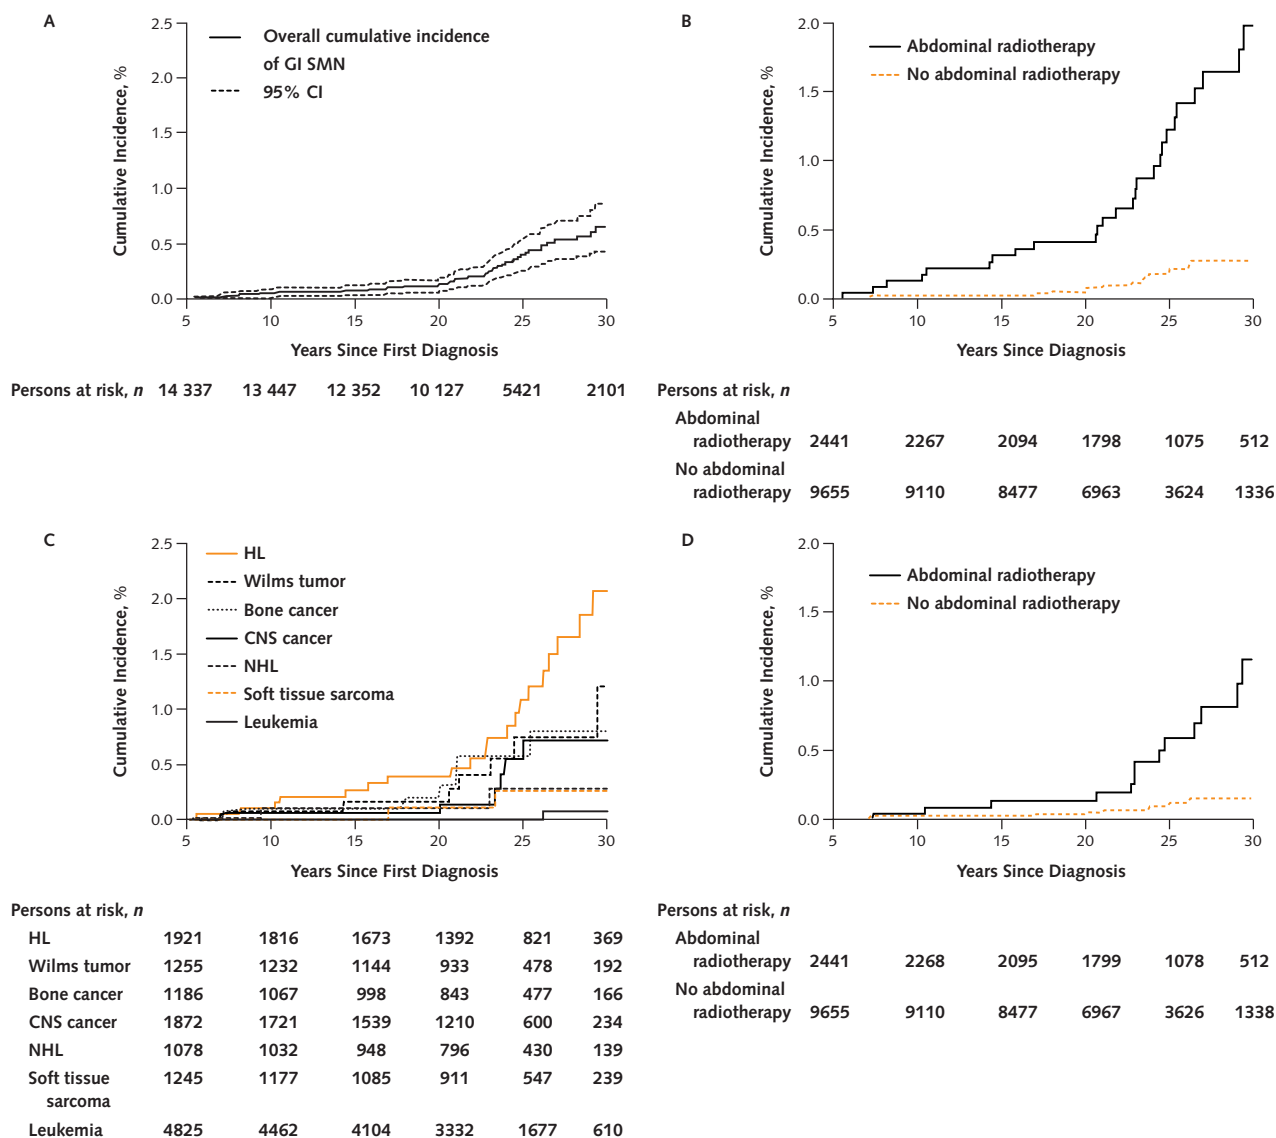 A
2.5
2.0
1.5
1.0
0.5
0.0
Cumulative Incidence, %
Overall cumulative incidence
of GI SMN
95% CI
5 10 15 20 25 30
Years Since First Diagnosis
Persons at risk, n 14 337 13 447 12 352 10 127 5421 2101
B
2.0
1.5
1.0
0.5
0.0
Cumulative Incidence, %
Abdominal radiotherapy
No abdominal radiotherapy
5 10 15 20 25 30
Years Since Diagnosis
Persons at risk, n
Abdominal
radiotherapy 2441 2267 2094 1798 1075 512
No abdominal
radiotherapy 9655 9110 8477 6963 3624 1336
C
2.5
2.0
1.5
1.0
0.5
0.0
Cumulative Incidence, %
HL
Wilms tumor
Bone cancer
CNS cancer
NHL
Soft tissue sarcoma
Leukemia
5 10 15 20 25 30
Years Since First Diagnosis
Persons at risk, n
HL 1921 1816 1673 1392 821 369
Wilms tumor 1255 1232 1144 933 478 192
Bone cancer 1186 1067 998 843 477 166
CNS cancer 1872 1721 1539 1210 600 234
NHL 1078 1032 948 796 430 139
Soft tissue 1245 1177 1085 911 547 239
sarcoma
Leukemia 4825 4462 4104 3332 1677 610
D
2.0
1.5
1.0
0.5
0.0
Cumulative Incidence, %
Abdominal radiotherapy
No abdominal radiotherapy
5 10 15 20 25 30
Years Since Diagnosis
Persons at risk, n
Abdominal
radiotherapy 2441 2268 2095 1799 1078 512
No abdominal
radiotherapy 9655 9110 8477 6967 3626 1338